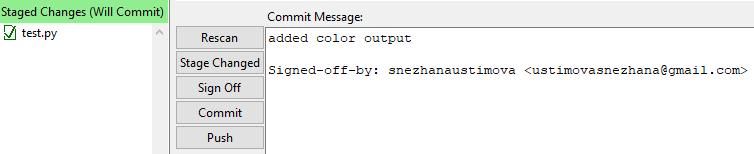 Staged Changes (Will Commit)
test.py
Commit Message:
Rescan
Stage Changed
Sign Off
Commit
Push
added color output
Signed-off-by: snezhanaustimova <ustimovasnezhana@gmail.com>